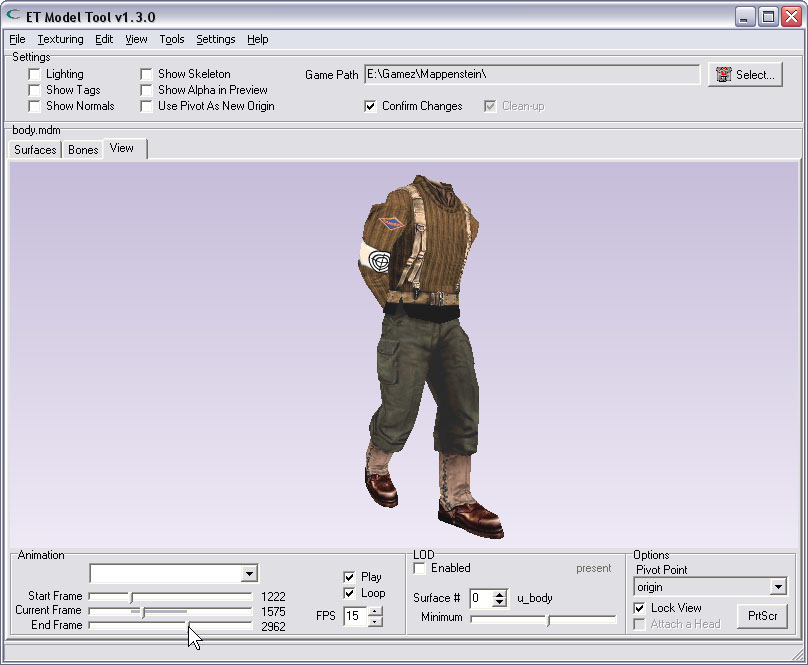 ET Model Tool v1.3.0
File Texturing Edit View Tools Settings Help
Settings
Lighting Show Skeleton Game Path E:\Gamez\Mappenstein\ Select...
Show Tags Show Alpha in Preview
Show Normals Use Pivot As New Origin Confirm Changes Clean-up
body.mdm
Surfaces Bones View
Animation LOD Options
Enabled present Pivot Point
Play origin
Start Frame 1222 Loop Surface # 0 u_body Lock View
Current Frame 1575 FPS 15 Minimum Attach a Head PrtScr
End Frame 2962